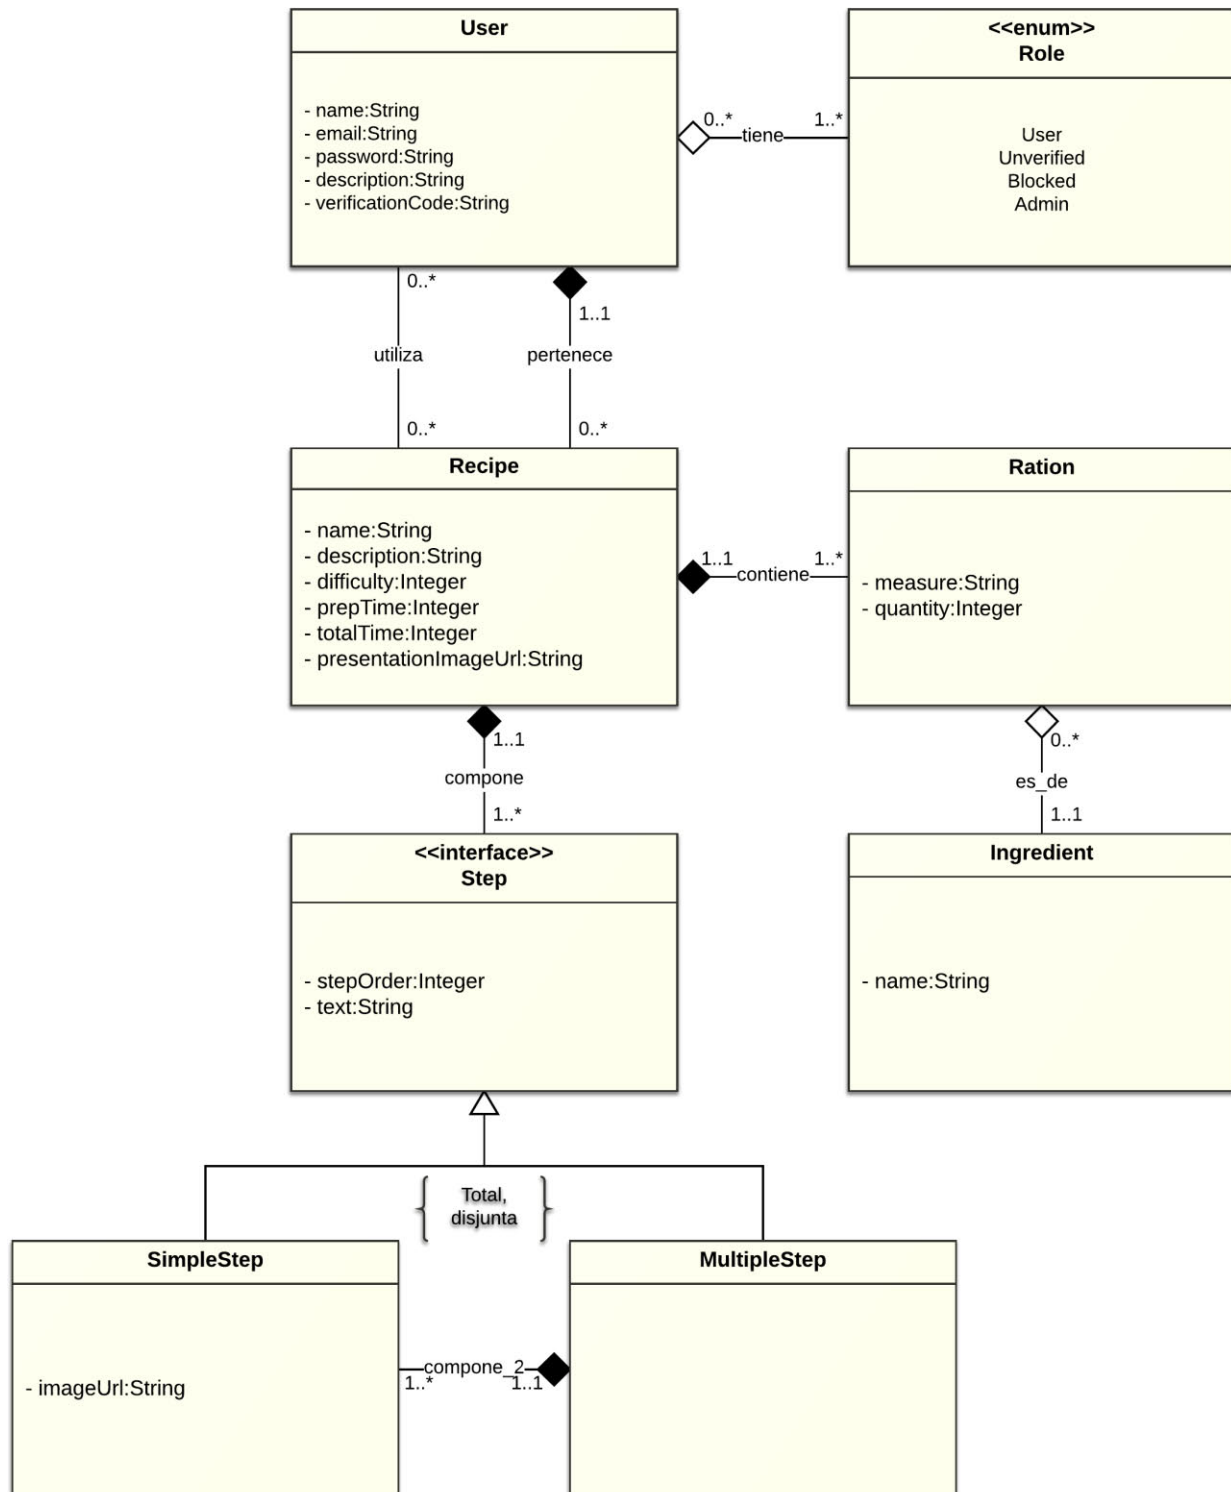 User
- name:String
- email:String
- password:String
- description:String
- verificationCode:String
<<enum>>
Role
User
Unverified
Blocked
Admin
0..*
tiene
1..*
0..*
utiliza
0..*
1..1
pertenece
0..*
Recipe
- name:String
- description:String
- difficulty:Integer
- prepTime:Integer
- totalTime:Integer
- presentationImageUrl:String
1..1
contiene
1..*
Ration
- measure:String
- quantity:Integer
1..1
compone
1..*
0..*
es_de
1..1
<<interface>>
Step
- stepOrder:Integer
- text:String
Ingredient
- name:String
Total,
disjunta
SimpleStep
- imageUrl:String
compone_2
1..*
1..1
MultipleStep